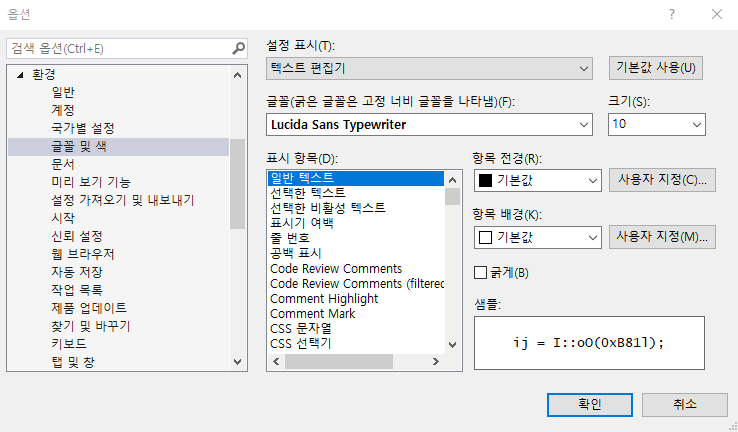 옵션
검색 옵션(Ctrl+E)
환경
일반
계정
국가별 설정
글꼴 및 색
문서
미리 보기 기능
설정 가져오기 및 내보내기
시작
신뢰 설정
웹 브라우저
자동 저장
작업 목록
제품 업데이트
찾기 및 바꾸기
키보드
탭 및 창
설정 표시(T):
텍스트 편집기
기본값 사용(U)
글꼴(굵은 글꼴은 고정 너비 글꼴을 나타냄)(F):
크기(S):
Lucida Sans Typewriter
10
표시 항목(D):
일반 텍스트
선택한 텍스트
선택한 비활성 텍스트
표시기 여백
줄 번호
공백 표시
Code Review Comments
Code Review Comments (filtered
Comment Highlight
Comment Mark
CSS 문자열
CSS 선택기
항목 전경(R):
기본값
사용자 지정(C)...
항목 배경(K):
기본값
사용자 지정(M)...
굵게(B)
샘플:
ij = I::oO(0xB81l);
확인
취소